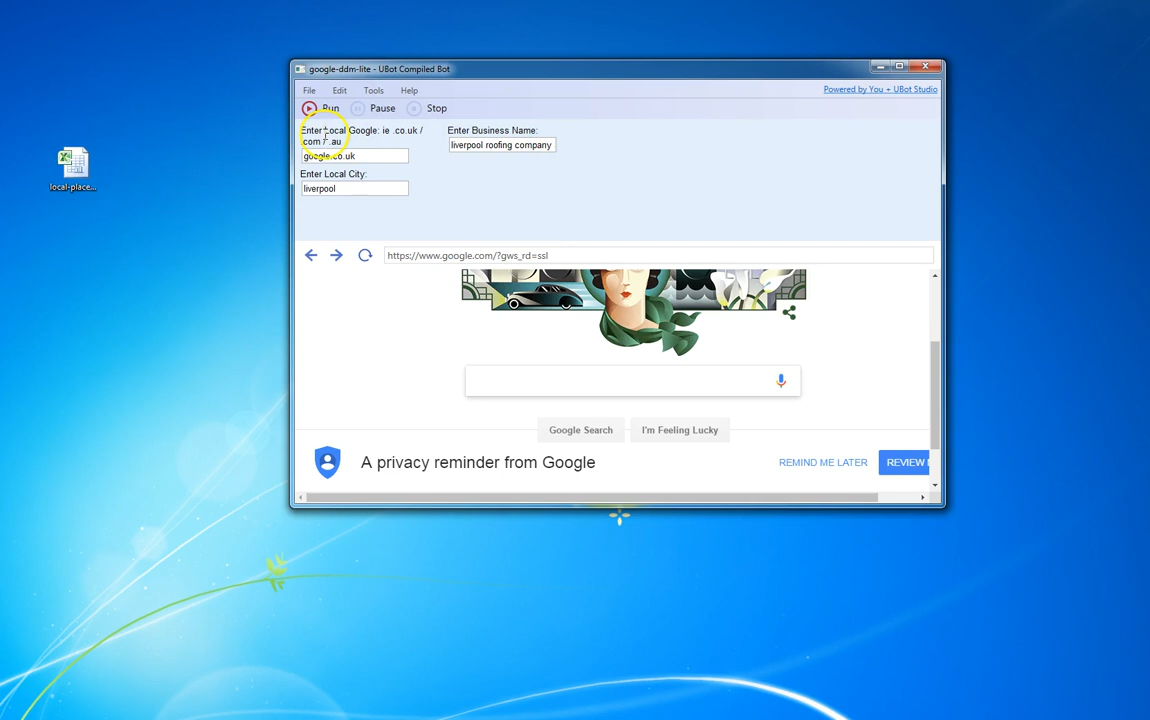 google-ddm-lite - UBot Compiled Bot
File Edit Tools Help
Powered by You + UBot Studio
Run Pause Stop
Enter Local Google: ie .co.uk /
.com / .au
google.co.uk
Enter Business Name:
liverpool roofing company
Enter Local City:
liverpool
local-place...
https://www.google.com/?gws_rd=ssl
Google Search I'm Feeling Lucky
A privacy reminder from Google
REMIND ME LATER
REVIEW